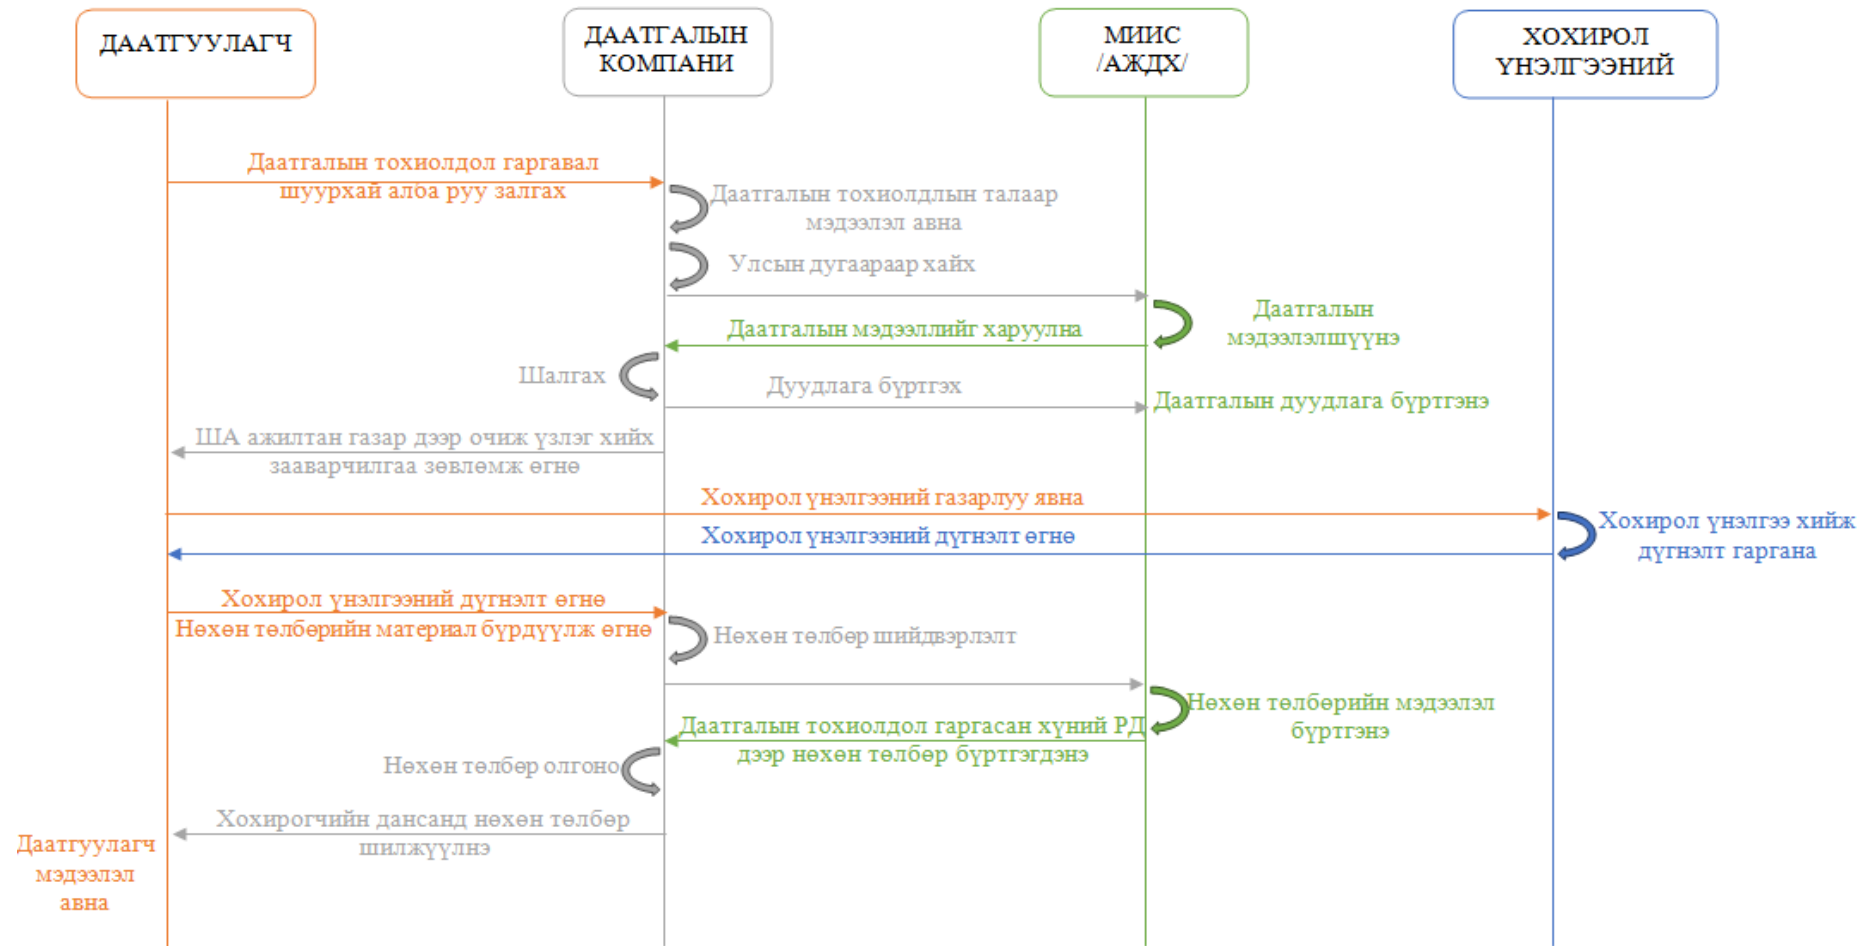 ДААТГУУЛАГЧ
ДААТГАЛЫН
КОМПАНИ
МИИС
/АЖДХ/
ХОХИРОЛ
ҮНЭЛГЭЭНИЙ
Даатгалын тохиолдол гаргавал
шуурхай алба руу залгах
Даатгалын тохиолдлын талаар
мэдээлэл авна
Улсын дугаараар хайх
Даатгалын
мэдээлэлшүүнэ
Даатгалын мэдээллийг харуулна
Шалгах
Дуудлага бүртгэх
Даатгалын дуудлага бүртгэнэ
ША ажилтан газар дээр очиж үзлэг хийх
зааварчилгаа зөвлөмж өгнө
Хохирол үнэлгээний газарлуу явна
Хохирол үнэлгээ хийж
дүгнэлт гаргана
Хохирол үнэлгээний дүгнэлт өгнө
Хохирол үнэлгээний дүгнэлт өгнө
Нөхөн төлбөрийн материал бүрдүүлж өгнө
Нөхөн төлбөр шийдвэрлэлт
Нөхөн төлбөрийн мэдээлэл
бүртгэнэ
Даатгалын тохиолдол гаргасан хүний РД
дээр нөхөн төлбөр бүртгэгдэнэ
Нөхөн төлбөр олгоно
Хохирогчийн дансанд нөхөн төлбөр
шилжүүлнэ
Даатгуулагч
мэдээлэл
авна